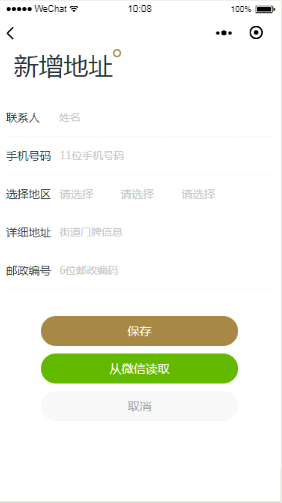 WeChat 10:08 100%
新增地址
联系人 姓名
手机号码 11位手机号码
选择地区 请选择 请选择 请选择
详细地址 街道门牌信息
邮政编号 6位邮政编码
保存
从微信读取
取消